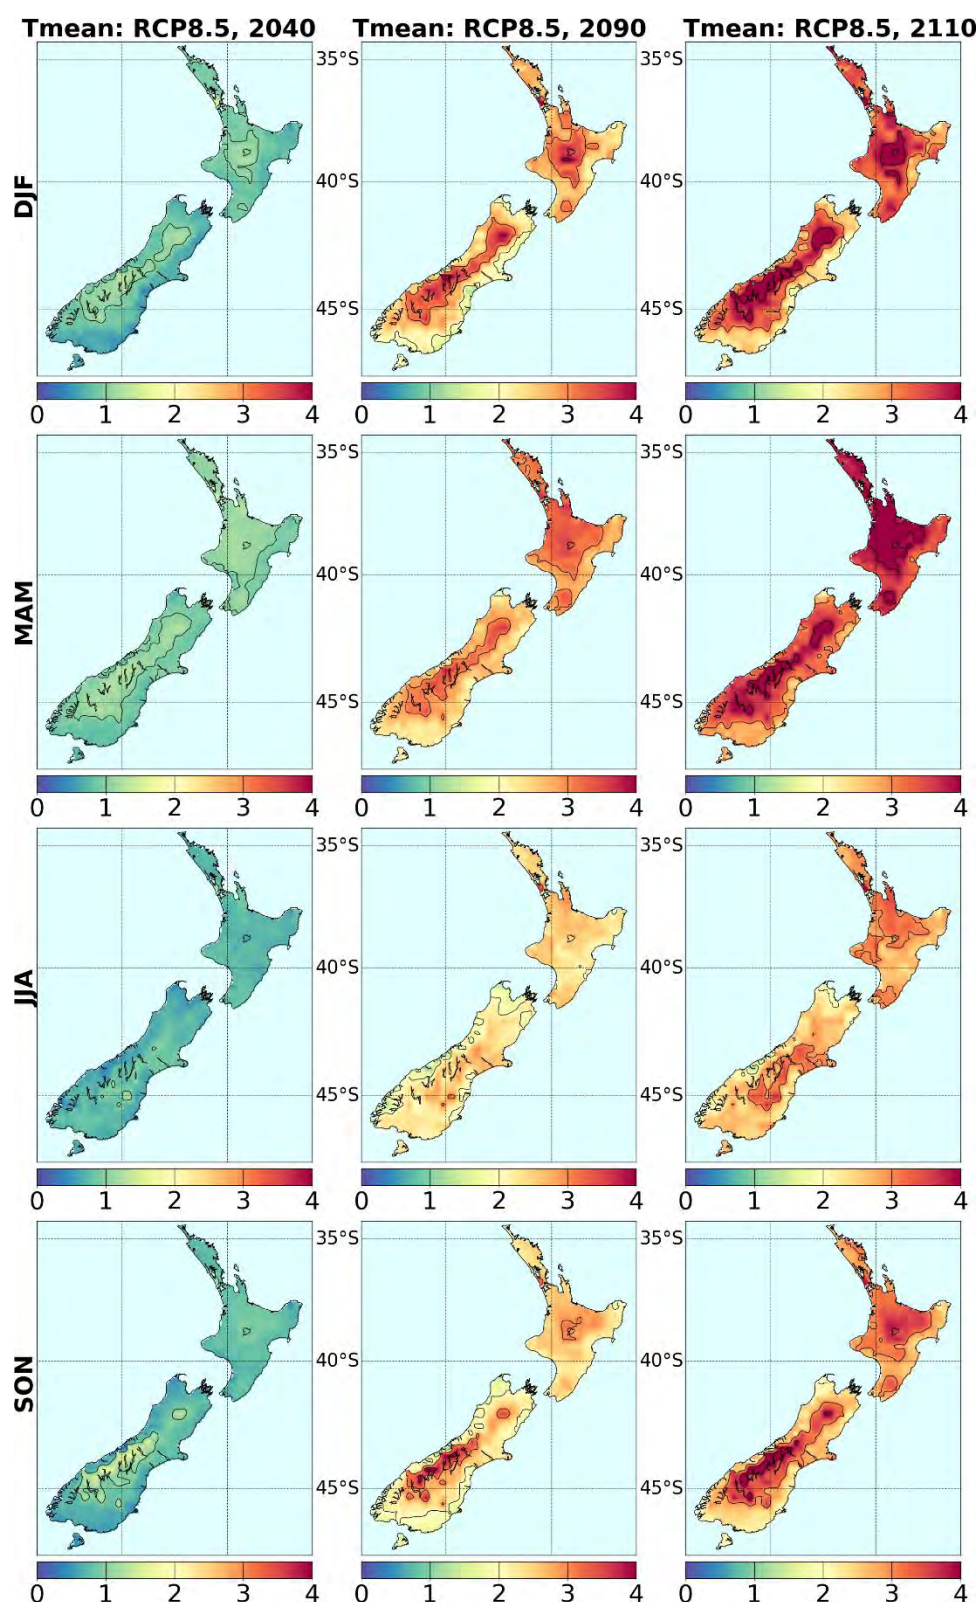 Tmean: RCP8.5, 2040 Tmean: RCP8.5, 2090 Tmean: RCP8.5, 2110
DJF
35°S 35°S
40°S 40°S
45°S 45°S
0 1 2 3 4 0 1 2 3 4 0 1 2 3 4
MAM
35°S 35°S
40°S 40°S
45°S 45°S
0 1 2 3 4 0 1 2 3 4 0 1 2 3 4
JJA
35°S 35°S
40°S 40°S
45°S 45°S
0 1 2 3 4 0 1 2 3 4 0 1 2 3 4
SON
35°S 35°S
40°S 40°S
45°S 45°S
0 1 2 3 4 0 1 2 3 4 0 1 2 3 4